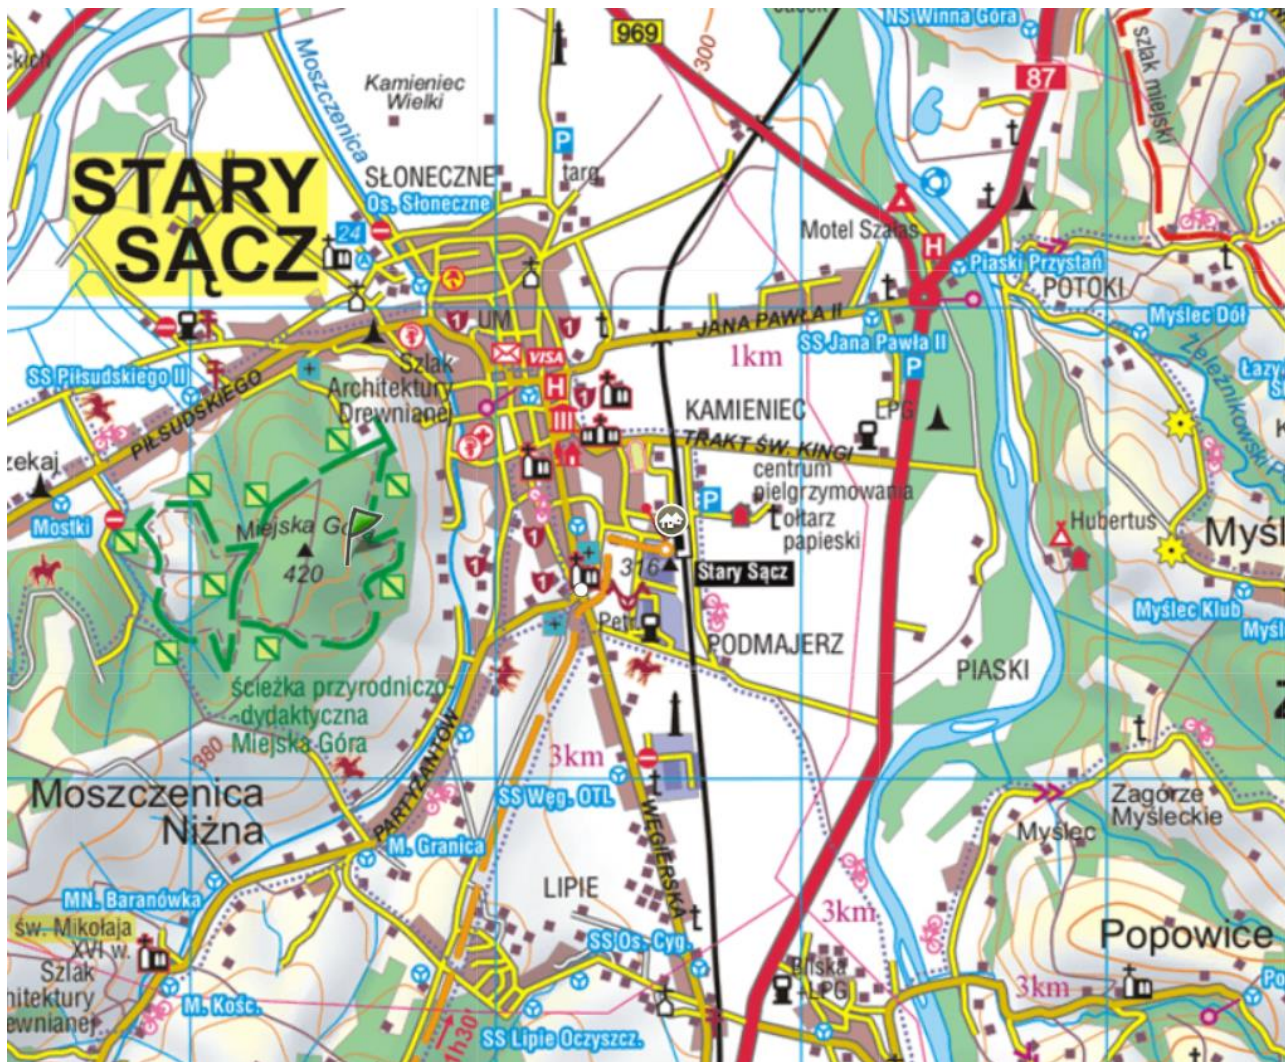 969
NS Winna Góra
300
87
szlak miejski
Moszczenica
Kamieniec
Wielki
P
targ
STARY
SĄCZ
SŁONECZNE
Os. Słoneczne
24
Motel Szałas
H
Piaski Przystań
POTOKI
UM
JANA PAWŁA II
SS Jana Pawła II
Myślec Dół
Żeleźnikowski
1km
VISA
H
P
Szlak
Architektury
Drewnianej
SS Piłsudskiego II
PIŁSUDSKIEGO
KAMIENIEC
LPG
TRAKT ŚW. KINGI
centrum
pielgrzymowania
ołtarz
papieski
P
Mostki
Miejska Gó
420
Hubertus
316
Stary Sącz
Myślec Klub
PODMAJERZ
PIASKI
ścieżka przyrodniczo-
-dydaktyczna
Miejska Góra
380
3km
SS Węg. OTL
Moszczenica
Niżna
PARTYZANTÓW
WĘGIERSKA
Zagórze
Myśleckie
Myślec
M. Granica
MN. Baranówka
LIPIE
3km
św. Mikołaja
XVI w.
Szlak
SS Os. Cyg.
Popowice
LPG
3km
M. Kość.
SS Lipie Oczyszcz.
1h30'